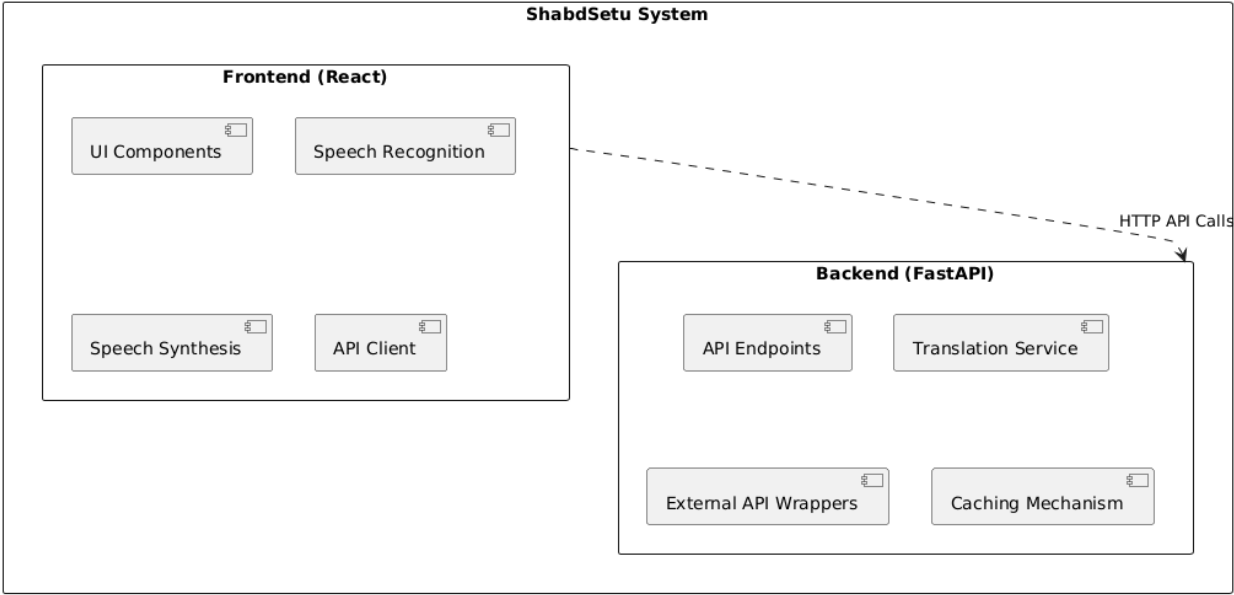 ShabdSetu System
Frontend (React)
UI Components
Speech Recognition
Speech Synthesis
API Client
HTTP API Calls
Backend (FastAPI)
API Endpoints
Translation Service
External API Wrappers
Caching Mechanism